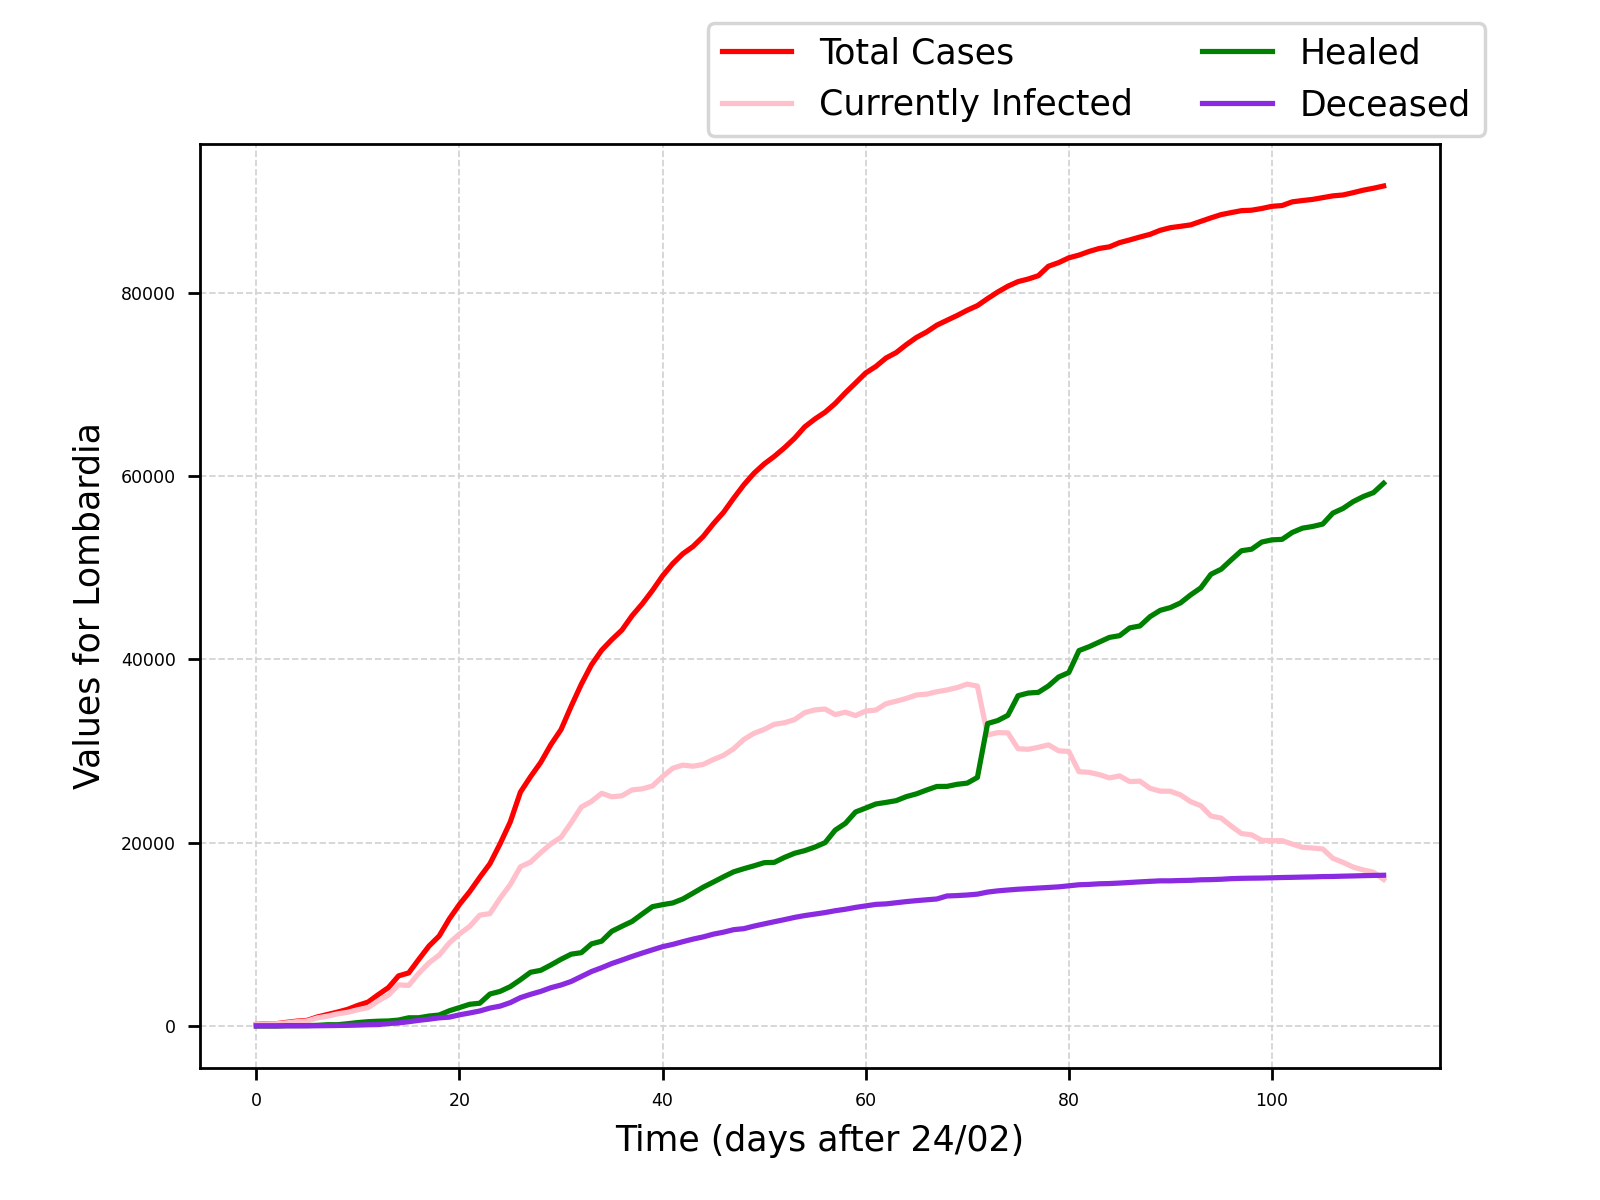 Total Cases
Currently Infected
Healed
Deceased
Values for Lombardia
80000
60000
40000
20000
0
0 20 40 60 80 100
Time (days after 24/02)